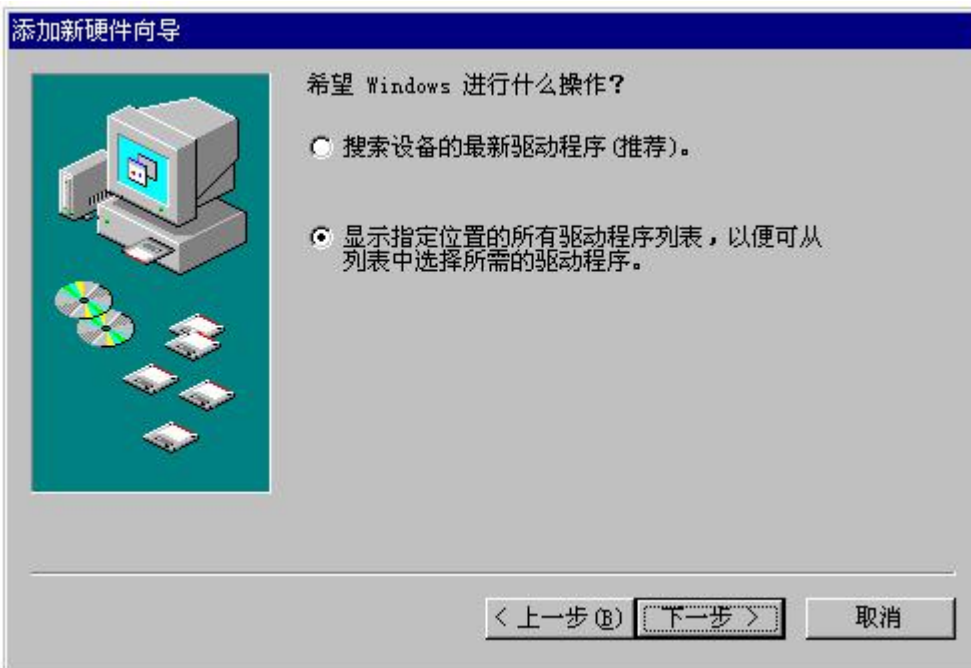 添加新硬件向导
希望 Windows 进行什么操作?
搜索设备的最新驱动程序(推荐)。
显示指定位置的所有驱动程序列表，以便可从
列表中选择所需的驱动程序。
< 上一步(B) 下一步 > 取消